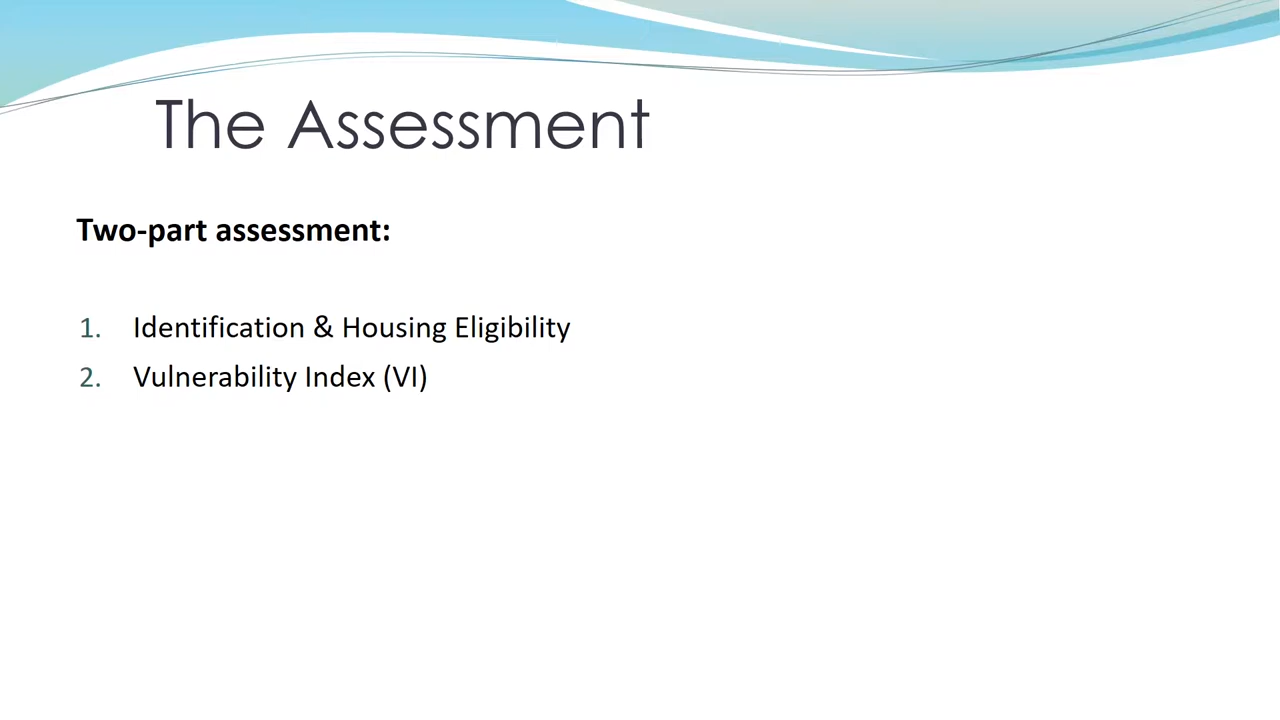 The Assessment
Two-part assessment:
1. Identification & Housing Eligibility
2. Vulnerability Index (VI)